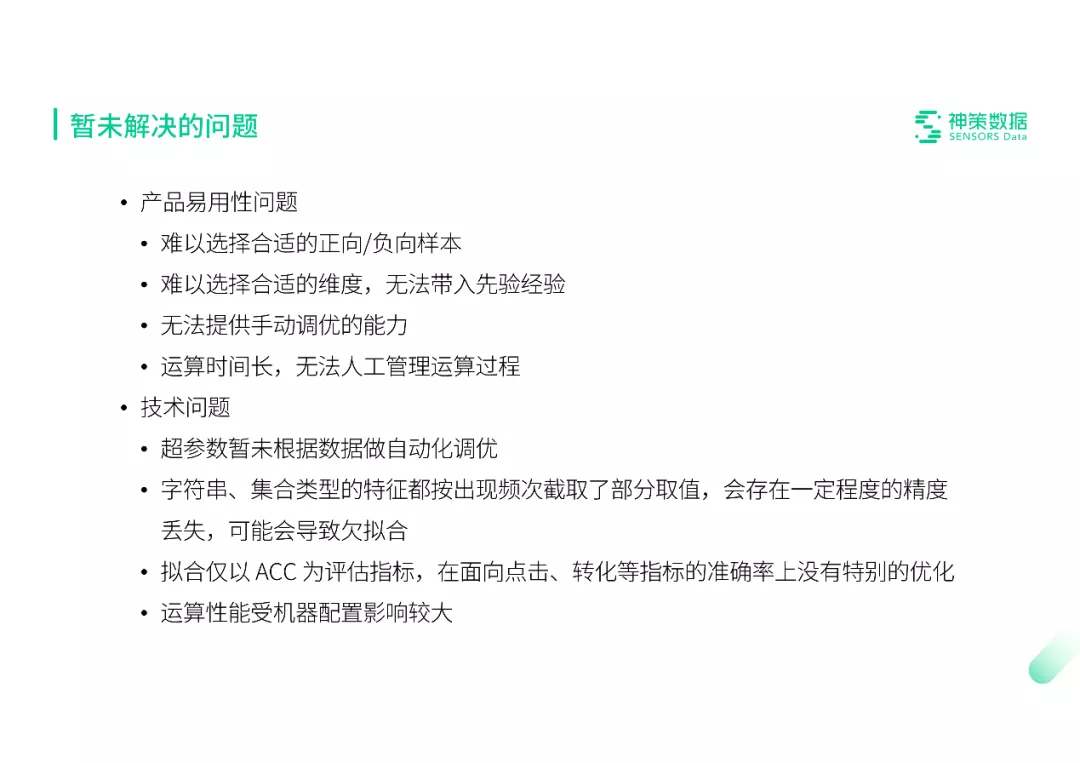 暂未解决的问题
神策数据
SENSORS Data
• 产品易用性问题
• 难以选择合适的正向/负向样本
• 难以选择合适的维度，无法带入先验经验
• 无法提供手动调优的能力
• 运算时间长，无法人工管理运算过程
• 技术问题
• 超参数暂未根据数据做自动化调优
• 字符串、集合类型的特征都按出现频次截取了部分取值，会存在一定程度的精度
丢失，可能会导致欠拟合
• 拟合仅以 ACC 为评估指标，在面向点击、转化等指标的准确率上没有特别的优化
• 运算性能受机器配置影响较大